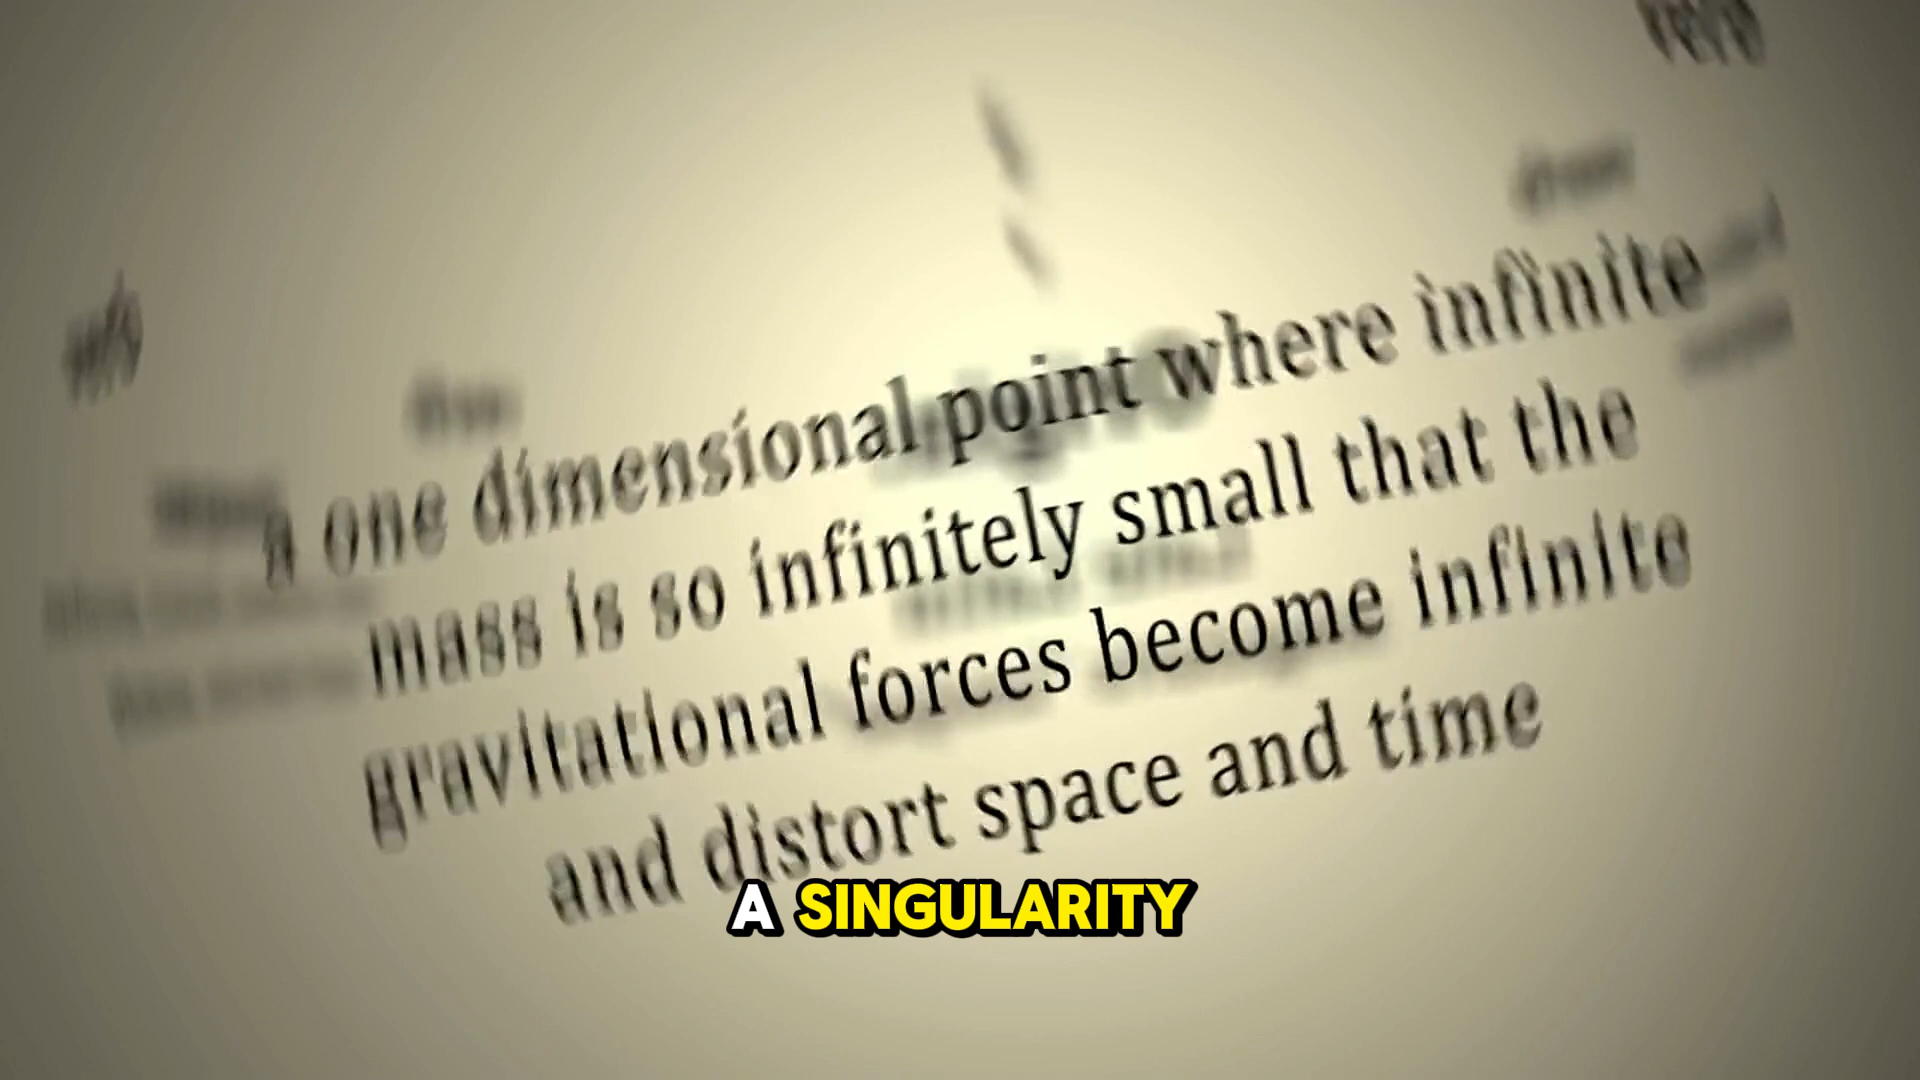 a one dimensional point where infinite
mass is so infinitely small that the
gravitational forces become infinite
and distort space and time
A SINGULARITY